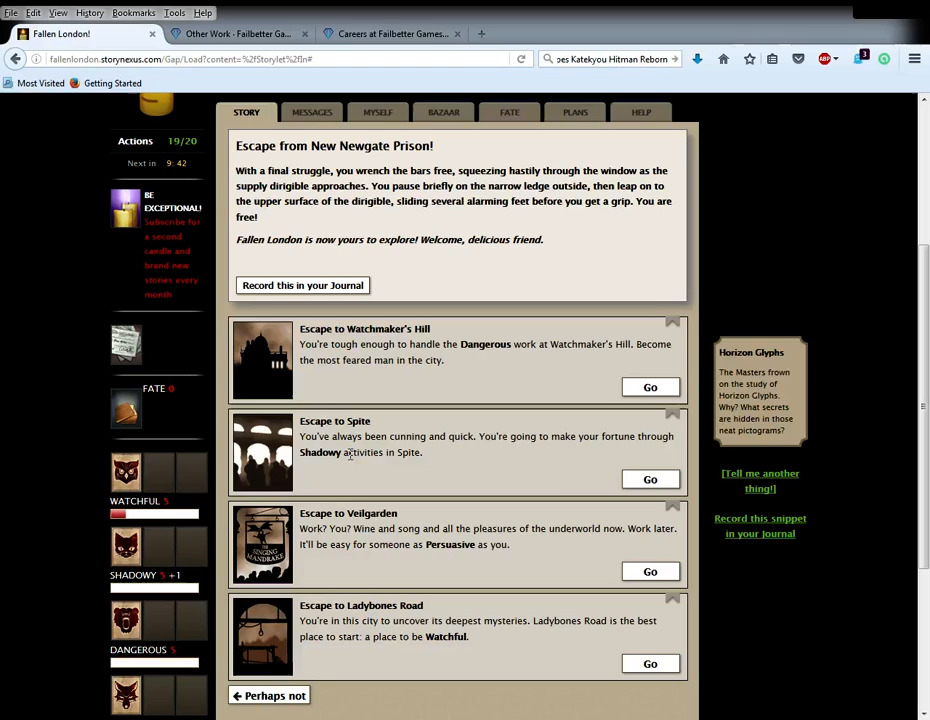 File Edit View History Bookmarks Tools Help
Fallen London! × Other Work · Failbetter Ga... × Careers at Failbetter Games... × +
fallenlondon.storynexus.com/Gap/Load?content=%2fStorylet%2fIn# pes Katekyou Hitman Reborn → ABP 3
Most Visited Getting Started
STORY MESSAGES MYSELF BAZAAR FATE PLANS HELP
Actions 19/20
Next in 9: 42
BE
EXCEPTIONAL!
Subscribe for
a second
candle and
brand new
stories every
month
FATE 0
WATCHFUL 5
SHADOWY 5 +1
DANGEROUS 5
Escape from New Newgate Prison!
With a final struggle, you wrench the bars free, squeezing hastily through the window as the
supply dirigible approaches. You pause briefly on the narrow ledge outside, then leap on to
the upper surface of the dirigible, sliding several alarming feet before you get a grip. You are
free!
Fallen London is now yours to explore! Welcome, delicious friend.
Record this in your Journal
Escape to Watchmaker's Hill
You're tough enough to handle the Dangerous work at Watchmaker's Hill. Become
the most feared man in the city.
Go
Escape to Spite
You've always been cunning and quick. You're going to make your fortune through
Shadowy activities in Spite.
Go
THE
SINGING
MANDRAKE
Escape to Veilgarden
Work? You? Wine and song and all the pleasures of the underworld now. Work later.
It'll be easy for someone as Persuasive as you.
Go
Escape to Ladybones Road
You're in this city to uncover its deepest mysteries. Ladybones Road is the best
place to start: a place to be Watchful.
Go
Perhaps not
Horizon Glyphs
The Masters frown
on the study of
Horizon Glyphs.
Why? What secrets
are hidden in those
neat pictograms?
[Tell me another
thing!]
Record this snippet
in your Journal